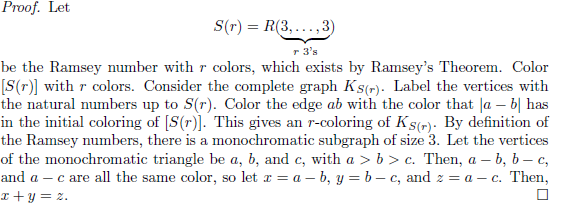 Proof. Let
S(r) = R(3, . . . , 3)
r 3's
be the Ramsey number with r colors, which exists by Ramsey's Theorem. Color
[S(r)] with r colors. Consider the complete graph K_{S(r)}. Label the vertices with
the natural numbers up to S(r). Color the edge ab with the color that |a − b| has
in the initial coloring of [S(r)]. This gives an r-coloring of K_{S(r)}. By definition of
the Ramsey numbers, there is a monochromatic subgraph of size 3. Let the vertices
of the monochromatic triangle be a, b, and c, with a > b > c. Then, a − b, b − c,
and a − c are all the same color, so let x = a − b, y = b − c, and z = a − c. Then,
x + y = z. □